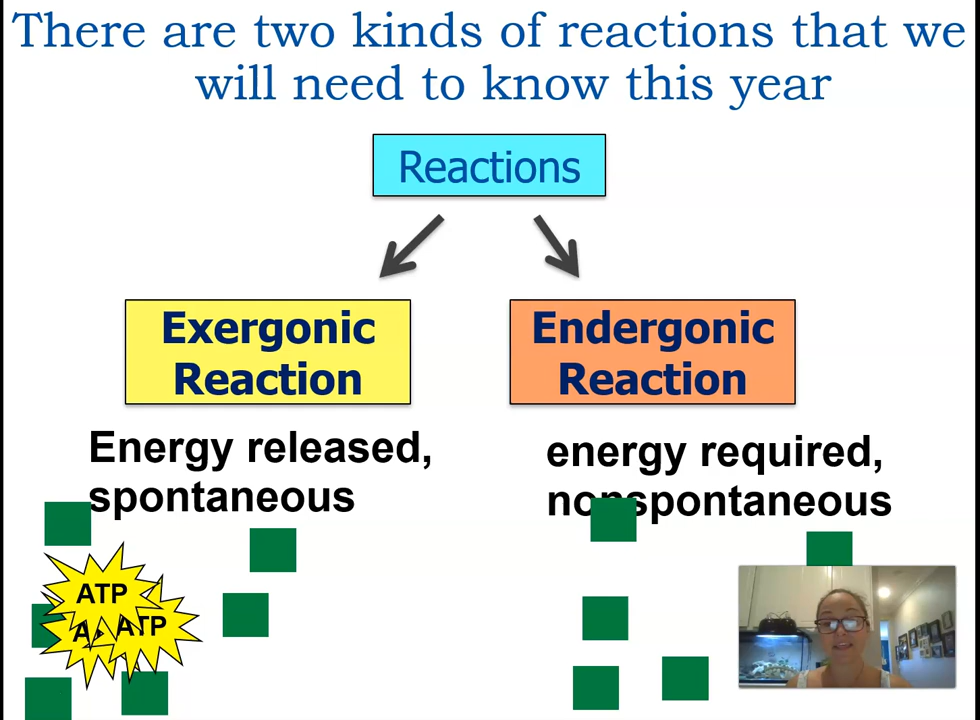 There are two kinds of reactions that we
will need to know this year
Reactions
Exergonic
Reaction
Endergonic
Reaction
Energy released,
spontaneous
energy required,
nonspontaneous
ATP
ATP